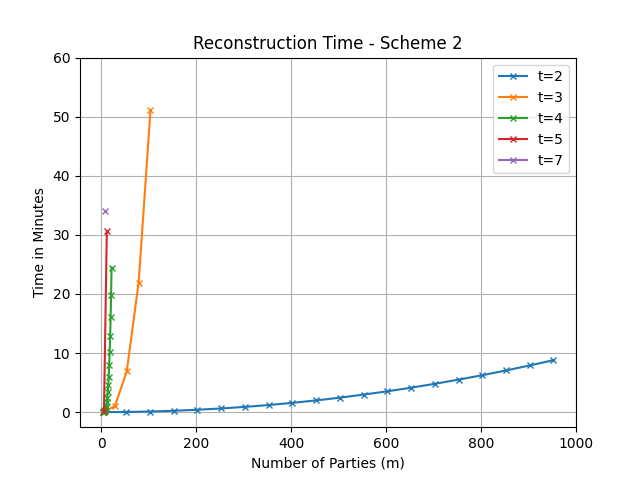 Reconstruction Time - Scheme 2
60
50
40
30
20
10
0
Time in Minutes
t=2
t=3
t=4
t=5
t=7
0 200 400 600 800 1000
Number of Parties (m)